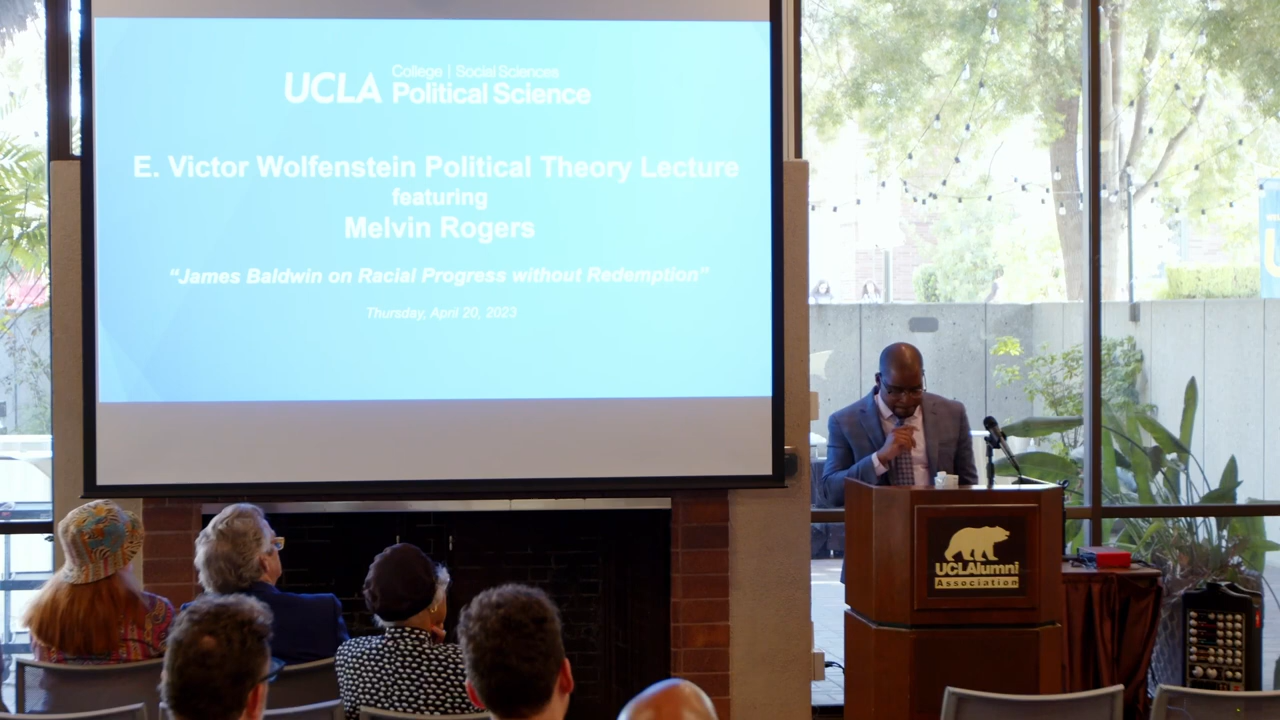 College | Social Sciences
UCLA Political Science
E. Victor Wolfenstein Political Theory Lecture
featuring
Melvin Rogers
“James Baldwin on Racial Progress without Redemption”
Thursday, April 20, 2023
UCLAlumni
Association